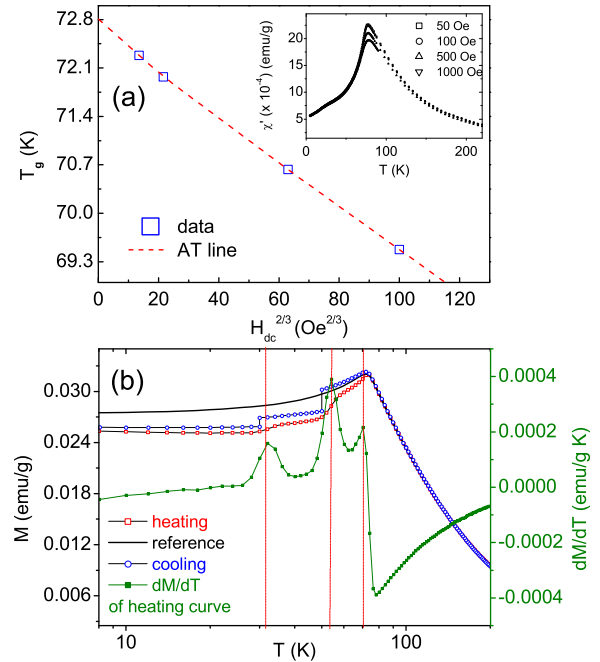 72.8
72.1
71.4
70.7
70.0
69.3
T_g (K)
(a)
data
AT line
0 20 40 60 80 100 120
H_dc^2/3 (Oe^2/3)
20
15
10
5
χ' (x 10^-4) (emu/g)
50 Oe
100 Oe
500 Oe
1000 Oe
0 50 100 150 200
T (K)
(b)
0.030
0.024
0.018
0.012
0.006
M (emu/g)
heating
reference
cooling
dM/dT
of heating curve
10 100
T (K)
0.0004
0.0002
0.0000
-0.0002
-0.0004
dM/dT (emu/g K)